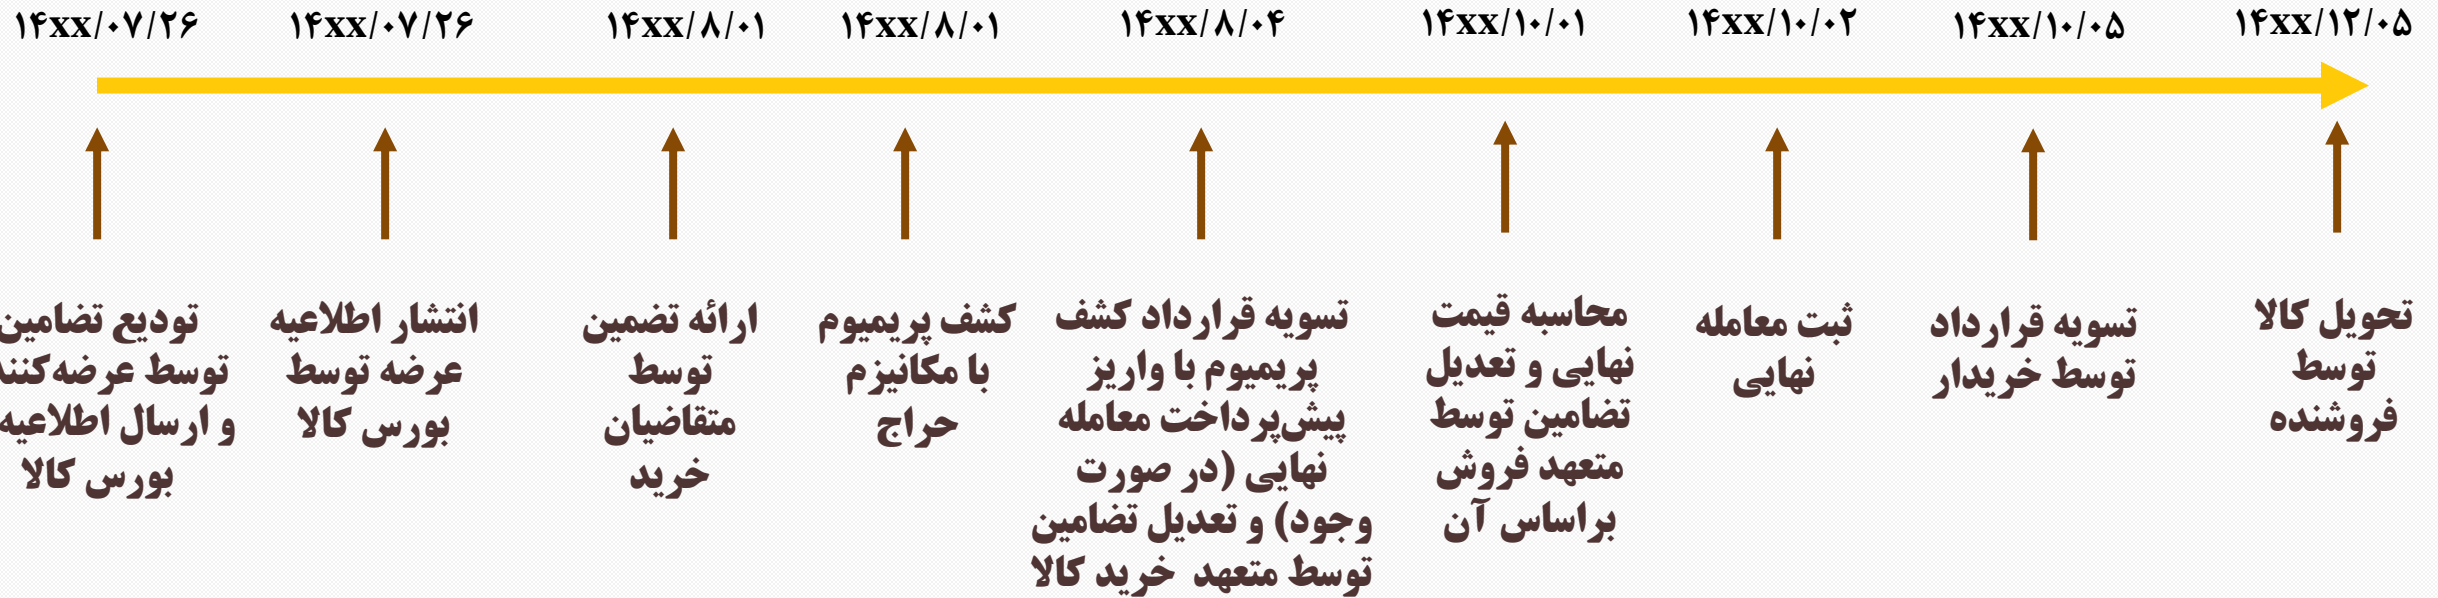 ۱۴xx/۰۷/۲۶
۱۴xx/۰۷/۲۶
۱۴xx/۸/۰۱
۱۴xx/۸/۰۱
۱۴xx/۸/۰۴
۱۴xx/۱۰/۰۱
۱۴xx/۱۰/۰۲
۱۴xx/۱۰/۰۵
۱۴xx/۱۲/۰۵
تودیع تضامین
توسط عرضه‌کنند
و ارسال اطلاعیه
بورس کالا
انتشار اطلاعیه
عرضه توسط
بورس کالا
ارائه تضمین
توسط
متقاضیان
خرید
کشف پریمیوم
با مکانیزم
حراج
تسویه قرارداد کشف
پریمیوم با واریز
پیش‌پرداخت معامله
نهایی (در صورت
وجود) و تعدیل تضامین
توسط متعهد خرید کالا
محاسبه قیمت
نهایی و تعدیل
تضامین توسط
متعهد فروش
براساس آن
ثبت معامله
نهایی
تسویه قرارداد
توسط خریدار
تحویل کالا
توسط
فروشنده